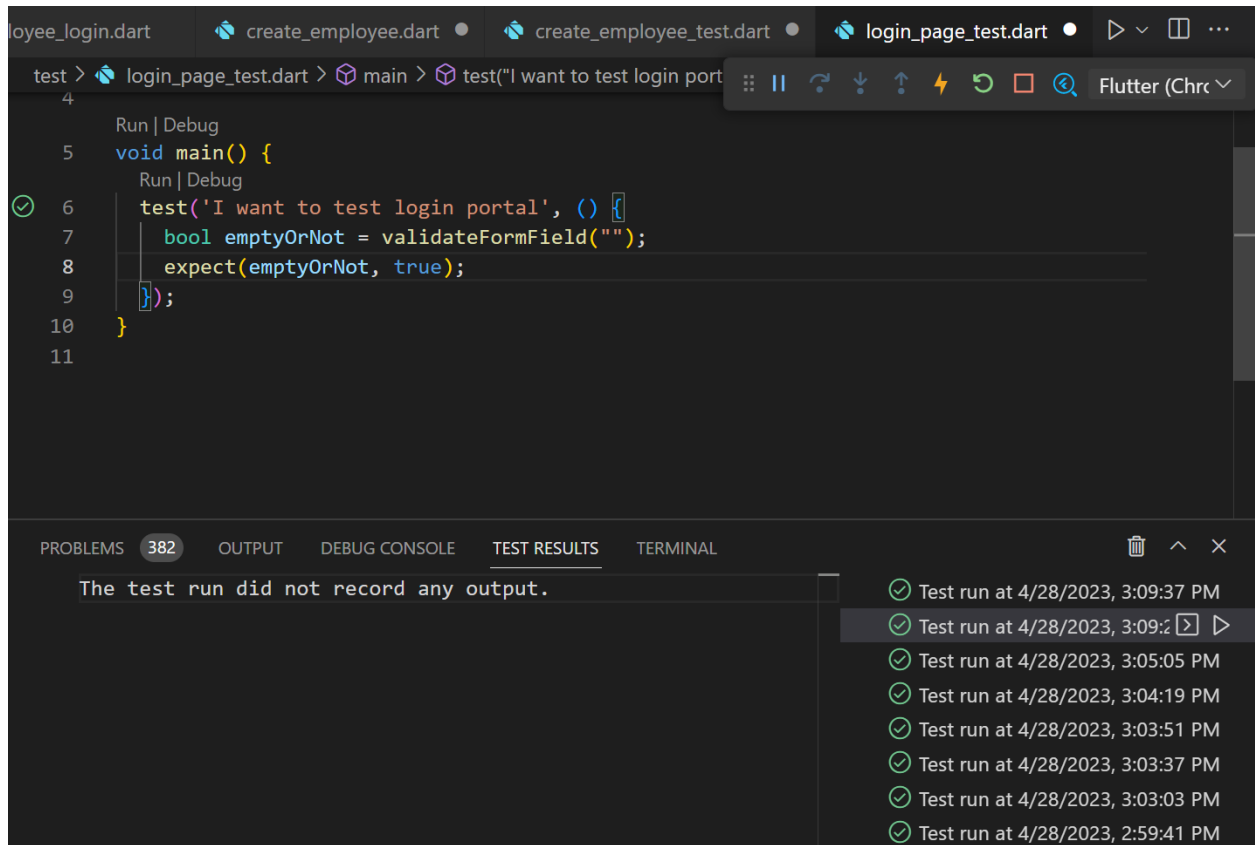 loyee_login.dart create_employee.dart create_employee_test.dart login_page_test.dart
test > login_page_test.dart > main > test("I want to test login port
Flutter (Chrc
4
Run | Debug
5 void main() {
Run | Debug
6 test('I want to test login portal', () {
7 bool emptyOrNot = validateFormField("");
8 expect(emptyOrNot, true);
9 });
10 }
11
PROBLEMS 382 OUTPUT DEBUG CONSOLE TEST RESULTS TERMINAL
The test run did not record any output.
Test run at 4/28/2023, 3:09:37 PM
Test run at 4/28/2023, 3:09:2
Test run at 4/28/2023, 3:05:05 PM
Test run at 4/28/2023, 3:04:19 PM
Test run at 4/28/2023, 3:03:51 PM
Test run at 4/28/2023, 3:03:37 PM
Test run at 4/28/2023, 3:03:03 PM
Test run at 4/28/2023, 2:59:41 PM